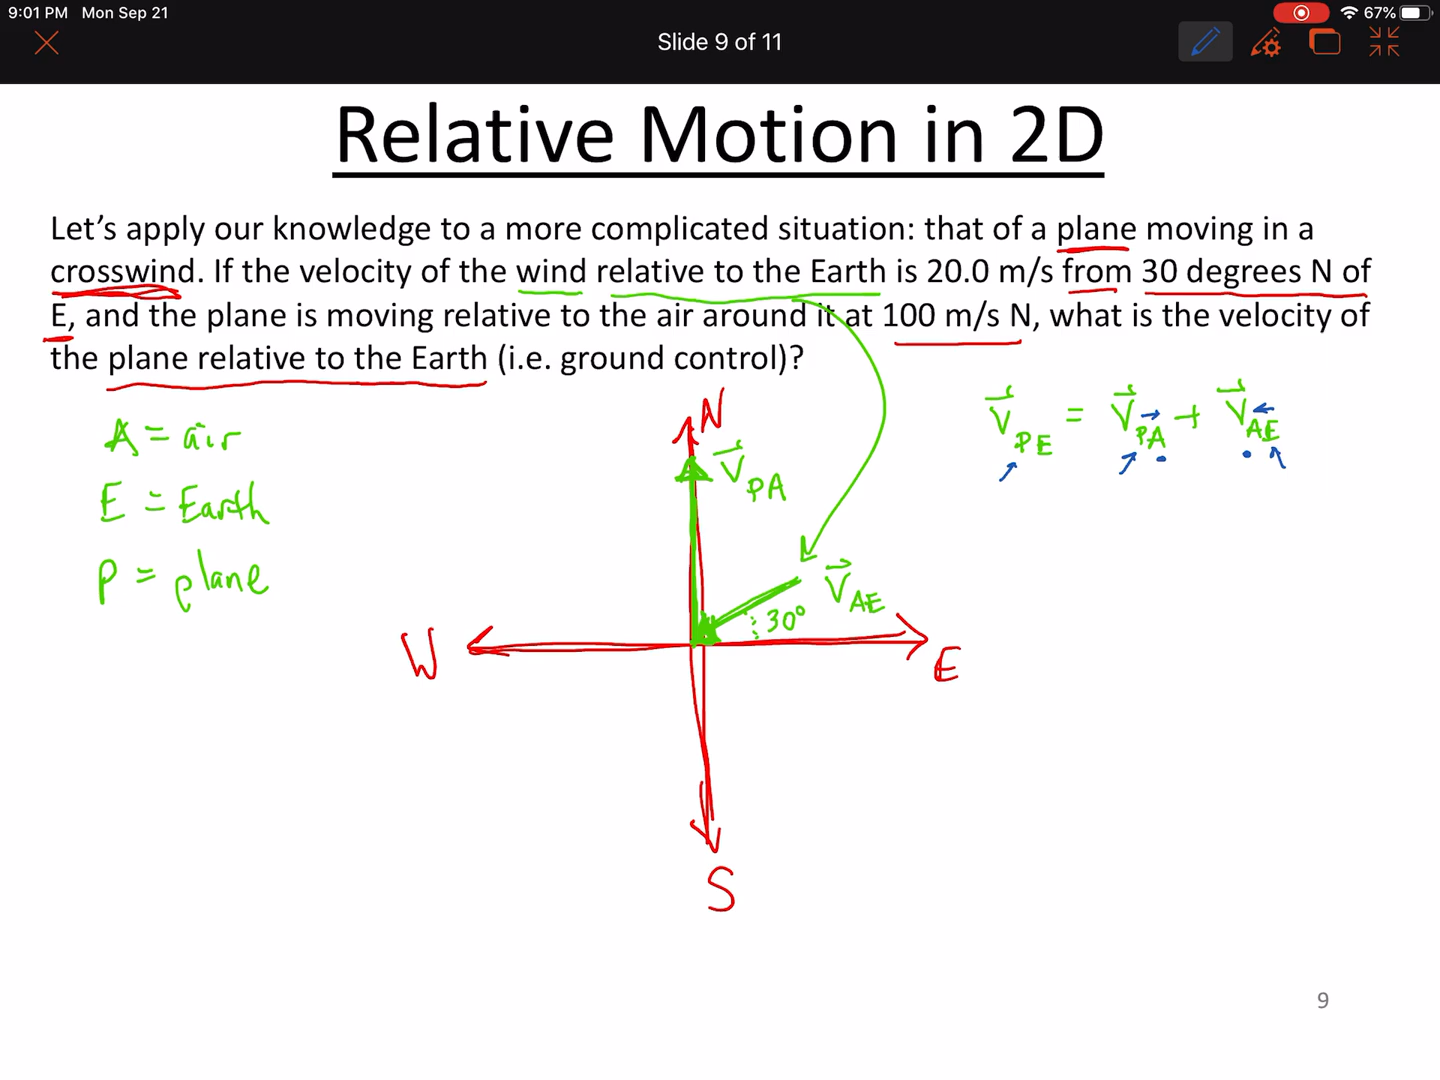 9:01 PM Mon Sep 21
67%
Slide 9 of 11
Relative Motion in 2D
Let’s apply our knowledge to a more complicated situation: that of a plane moving in a
crosswind. If the velocity of the wind relative to the Earth is 20.0 m/s from 30 degrees N of
E, and the plane is moving relative to the air around it at 100 m/s N, what is the velocity of
the plane relative to the Earth (i.e. ground control)?
A = air
E = Earth
P = plane
N
V⃗ PA
V⃗ AE
30°
W
E
S
V⃗ PE = V⃗ PA + V⃗ AE
9